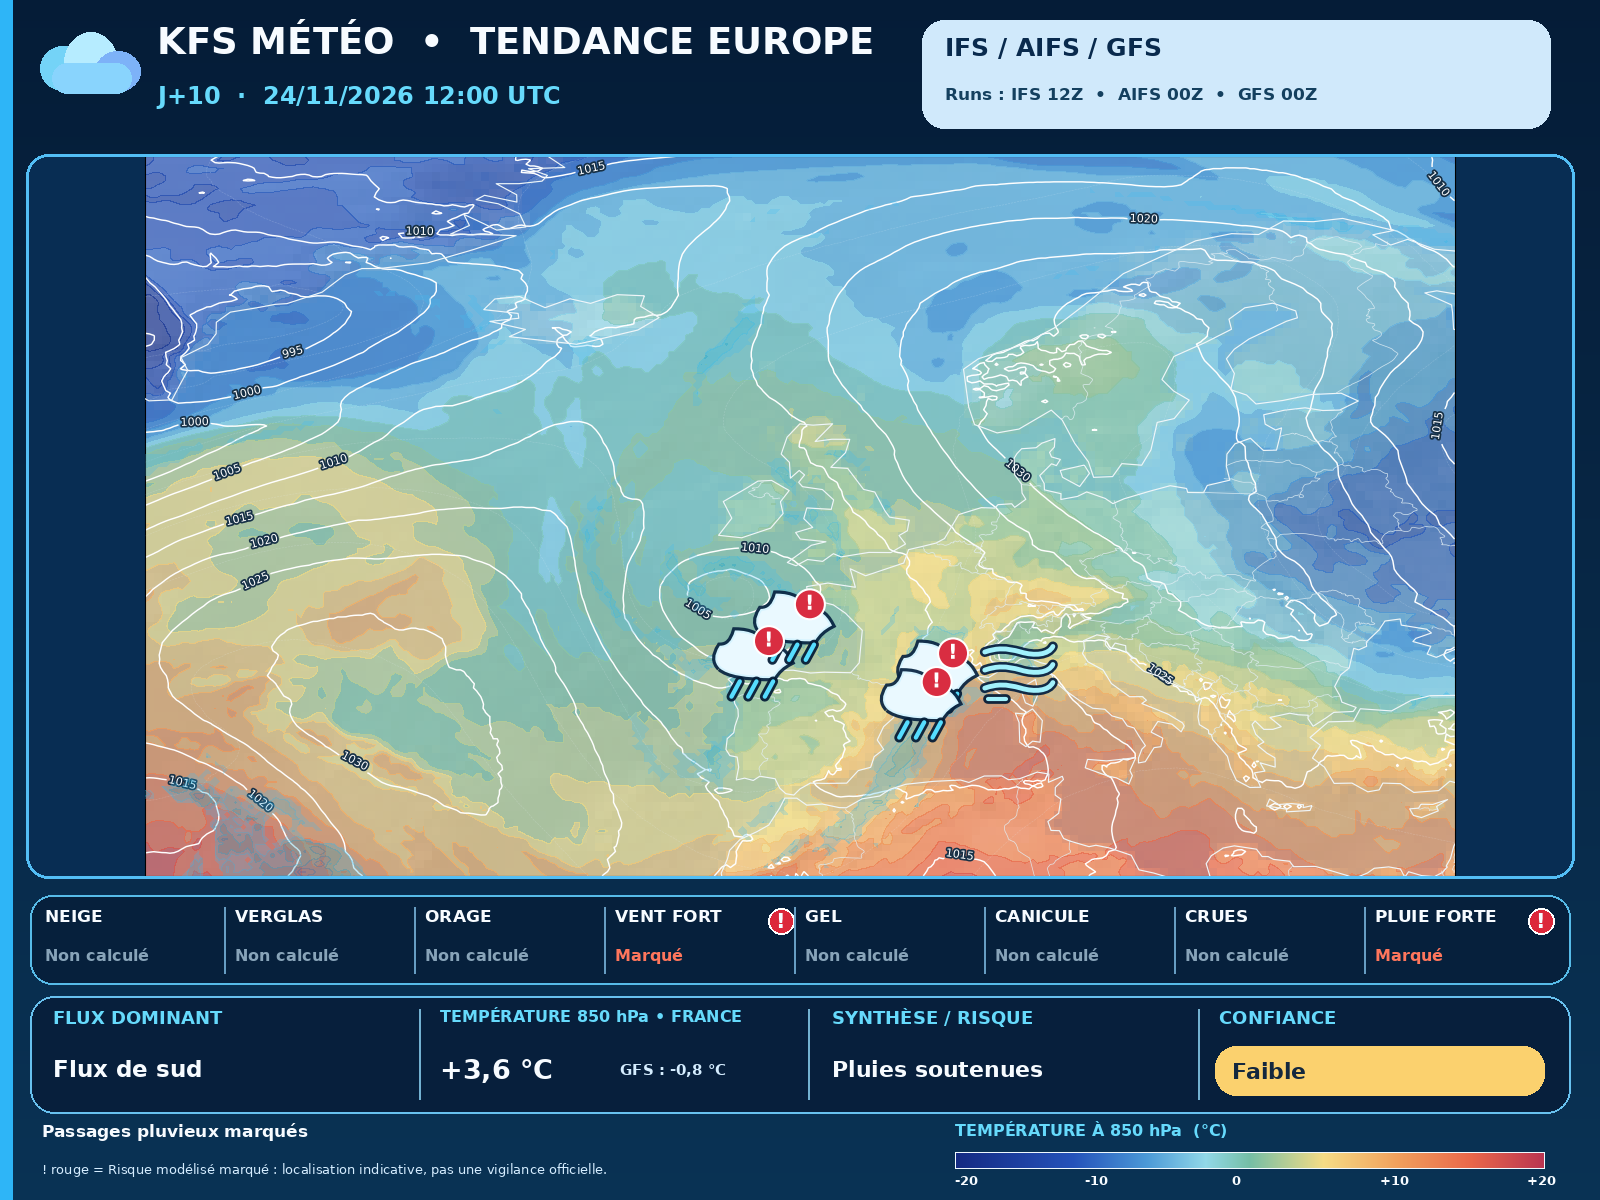 KFS MÉTÉO • TENDANCE EUROPE
J+10 · 24/11/2026 12:00 UTC
IFS / AIFS / GFS
Runs : IFS 12Z • AIFS 00Z • GFS 00Z
1015
1010
1020
1010
995
1000
1000
1005
1010
1015
1020
1025
1015
1030
1010
1005
1025
1030
1015
1020
1015
!
!
!
!
NEIGE
Non calculé
VERGLAS
Non calculé
ORAGE
Non calculé
VENT FORT !
Marqué
GEL
Non calculé
CANICULE
Non calculé
CRUES
Non calculé
PLUIE FORTE !
Marqué
FLUX DOMINANT
Flux de sud
TEMPÉRATURE 850 hPa • FRANCE
+3,6 °C GFS : -0,8 °C
SYNTHÈSE / RISQUE
Pluies soutenues
CONFIANCE
Faible
Passages pluvieux marqués
! rouge = Risque modélisé marqué : localisation indicative, pas une vigilance officielle.
TEMPÉRATURE À 850 hPa (°C)
-20 -10 0 +10 +20